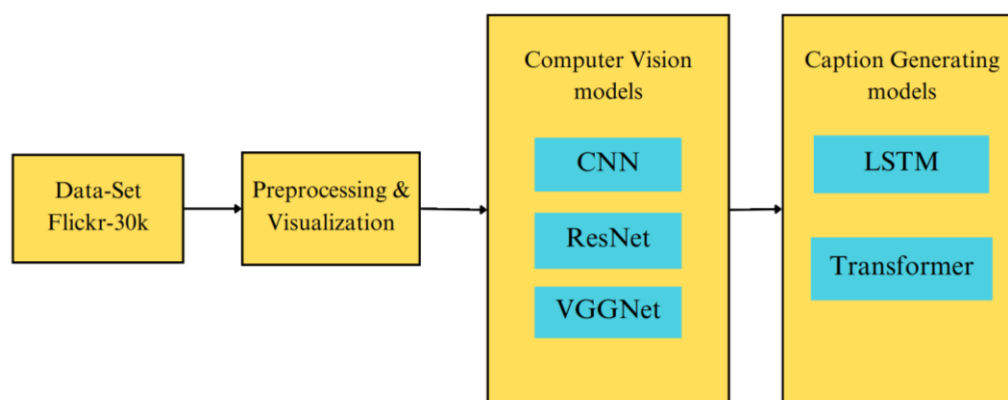 Data-Set
Flickr-30k
Preprocessing &
Visualization
Computer Vision
models
CNN
ResNet
VGGNet
Caption Generating
models
LSTM
Transformer